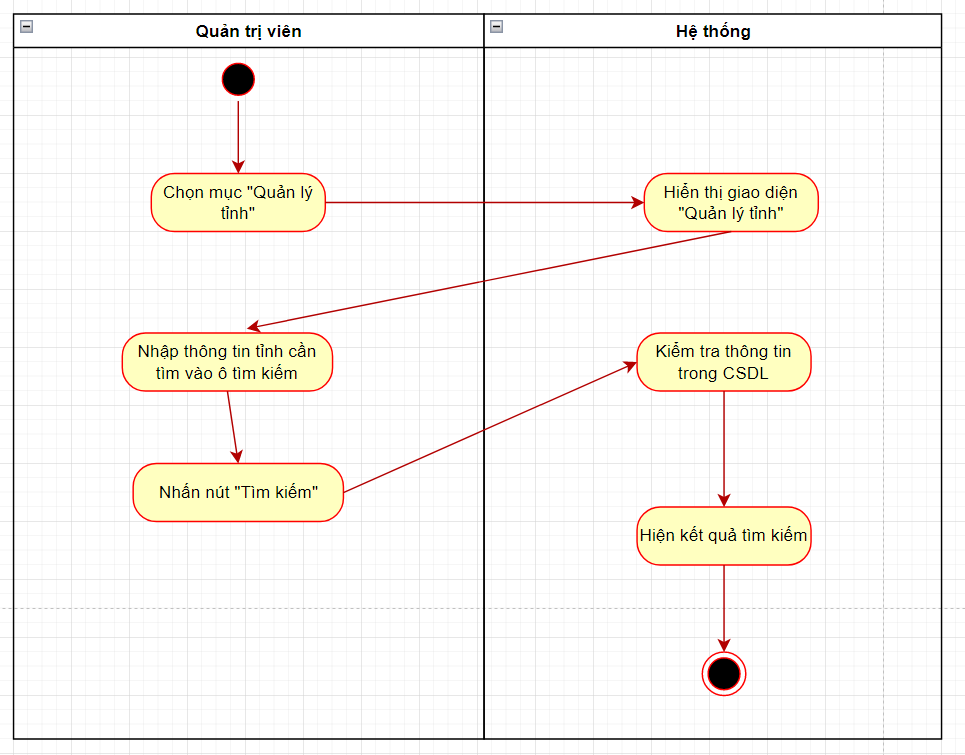 Quản trị viên
Hệ thống
Chọn mục "Quản lý
tỉnh"
Hiển thị giao diện
"Quản lý tỉnh"
Nhập thông tin tỉnh cần
tìm vào ô tìm kiếm
Kiểm tra thông tin
trong CSDL
Nhấn nút "Tìm kiếm"
Hiện kết quả tìm kiếm